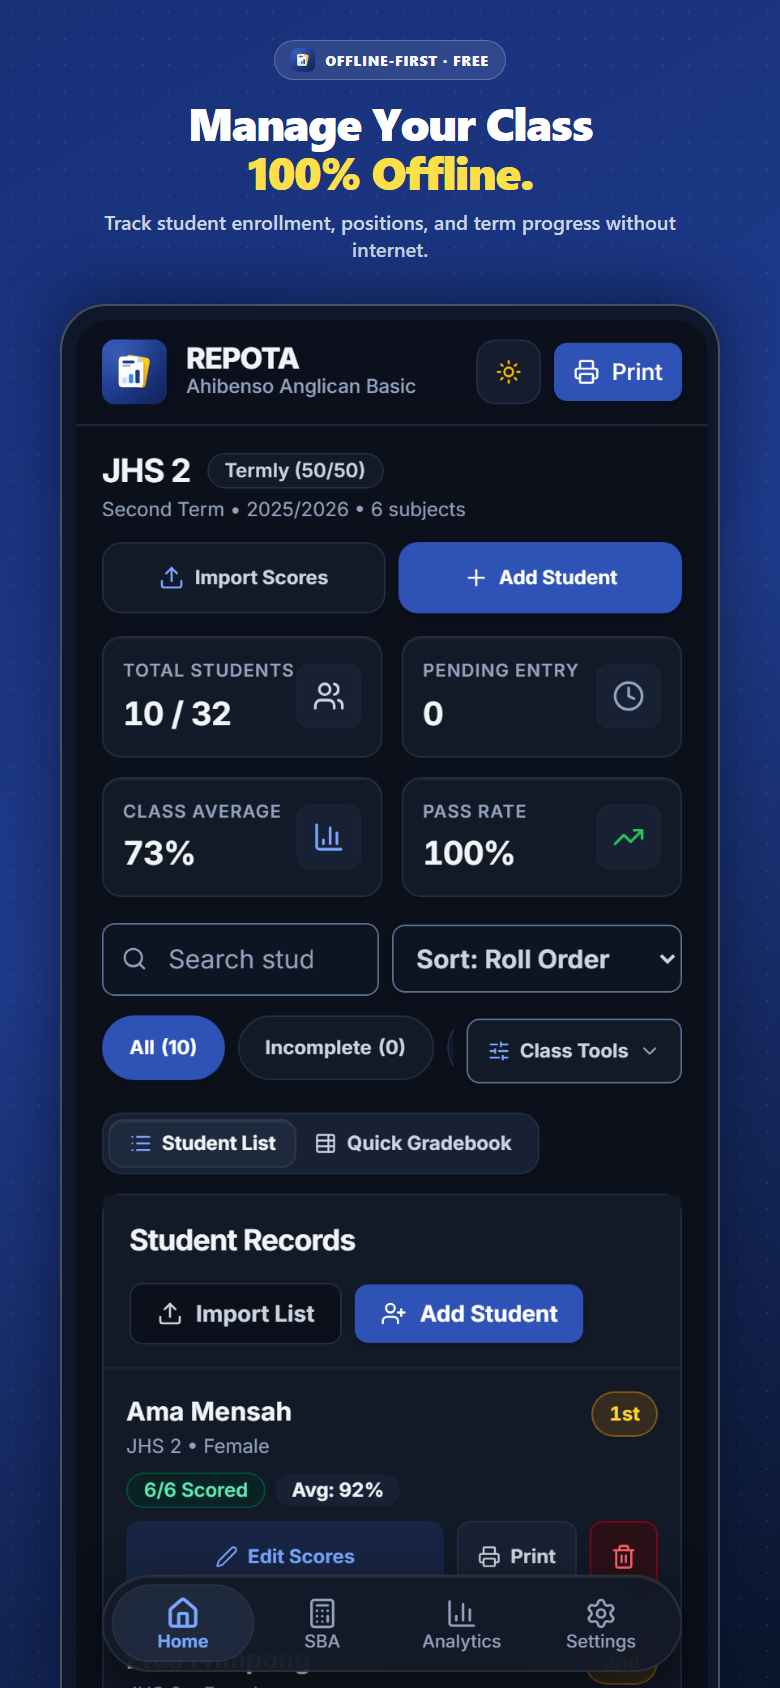 OFFLINE-FIRST · FREE
Manage Your Class
100% Offline.
Track student enrollment, positions, and term progress without
internet.
REPOTA
Ahibenso Anglican Basic
Print
JHS 2
Termly (50/50)
Second Term • 2025/2026 • 6 subjects
Import Scores
Add Student
TOTAL STUDENTS
10 / 32
PENDING ENTRY
0
CLASS AVERAGE
73%
PASS RATE
100%
Search stud
Sort: Roll Order
All (10)
Incomplete (0)
Class Tools
Student List
Quick Gradebook
Student Records
Import List
Add Student
Ama Mensah
1st
JHS 2 • Female
6/6 Scored
Avg: 92%
Edit Scores
Print
Home
SBA
Analytics
Settings
2nd